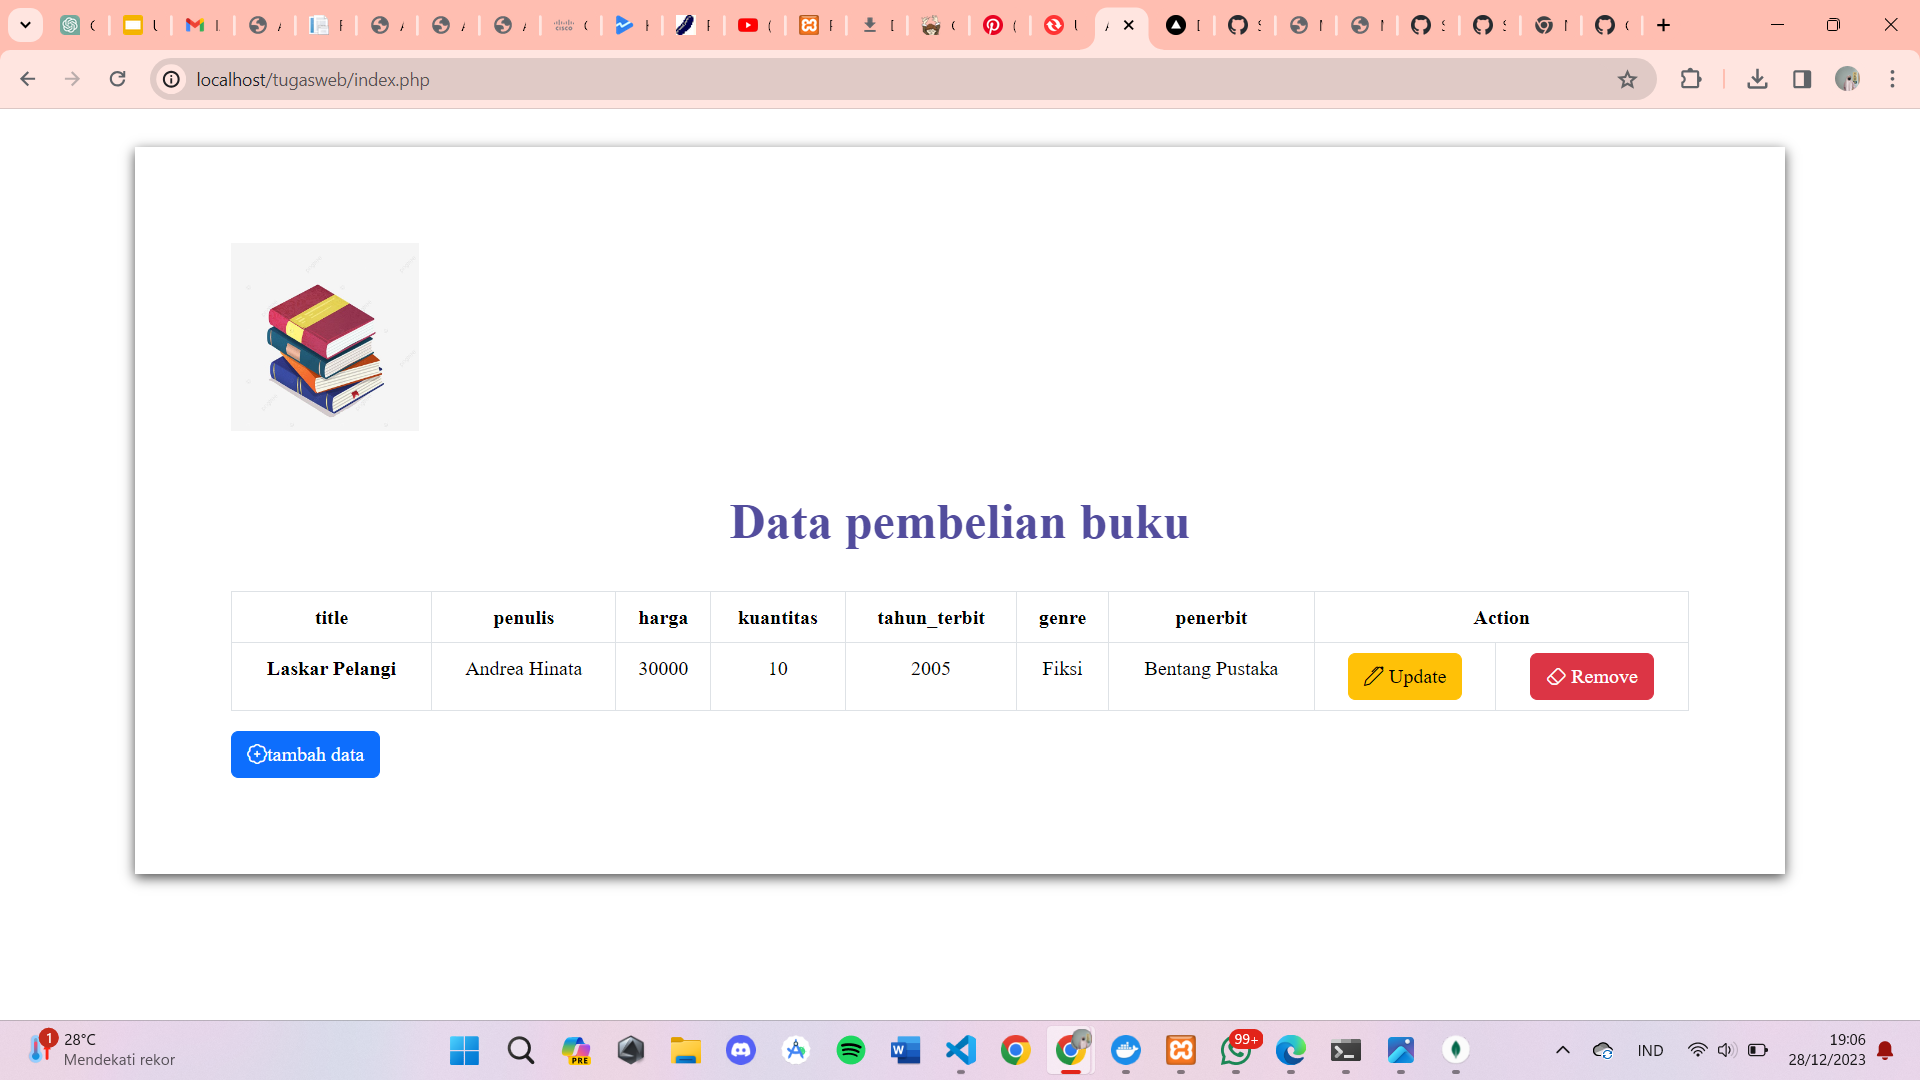 localhost/tugasweb/index.php
Data pembelian buku
title penulis harga kuantitas tahun_terbit genre penerbit Action
Laskar Pelangi Andrea Hinata 30000 10 2005 Fiksi Bentang Pustaka Update Remove
tambah data
1
28°C
Mendekati rekor
PRE
99+
IND
19:06
28/12/2023